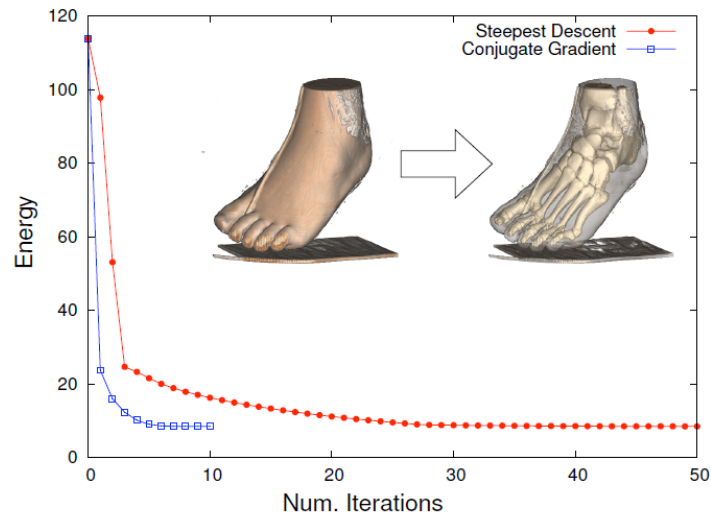 Steepest Descent
Conjugate Gradient
120
100
80
60
40
20
0
Energy
0 10 20 30 40 50
Num. Iterations